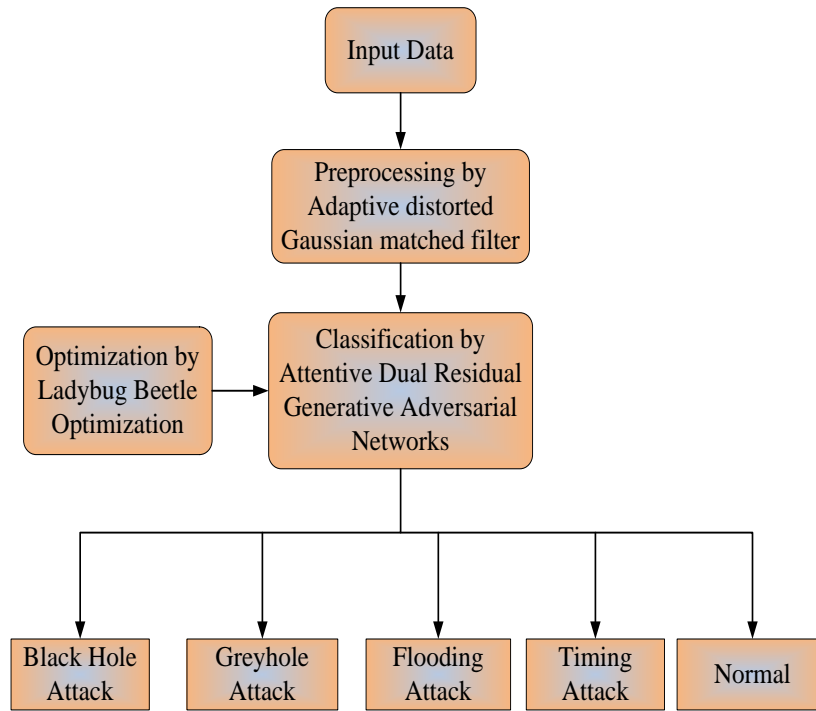 Input Data
Preprocessing by
Adaptive distorted
Gaussian matched filter
Optimization by
Ladybug Beetle
Optimization
Classification by
Attentive Dual Residual
Generative Adversarial
Networks
Black Hole
Attack
Greyhole
Attack
Flooding
Attack
Timing
Attack
Normal